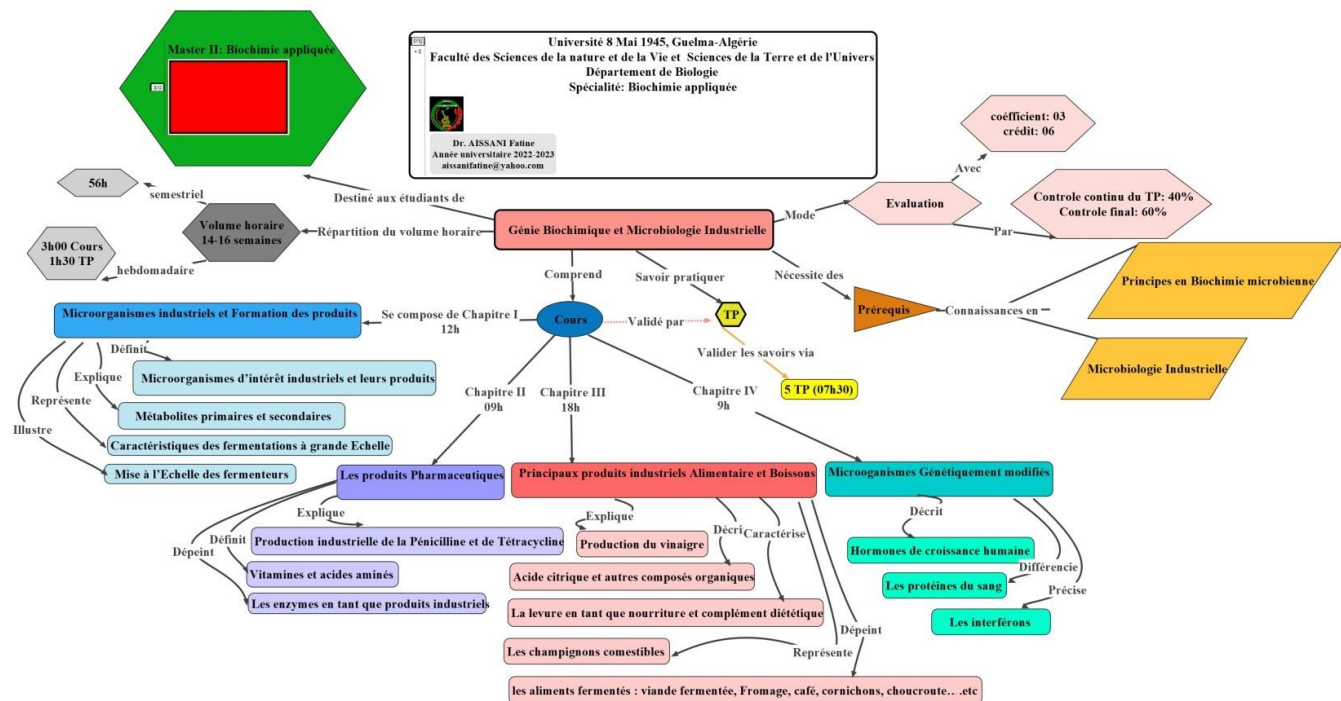 Master II: Biochimie appliquée
Université 8 Mai 1945, Guelma-Algérie
Faculté des Sciences de la nature et de la Vie et Sciences de la Terre et de l'Univers
Département de Biologie
Spécialité: Biochimie appliquée
Dr. AISSANI Fatine
Année universitaire 2022-2023
aissanifatine@yahoo.com
coéfficient: 03
crédit: 06
Avec
56h
semestriel
Destiné aux étudiants de
Mode
Evaluation
Controle continu du TP: 40%
Controle final: 60%
Par
Volume horaire
14-16 semaines
Répartition du volume horaire
Génie Biochimique et Microbiologie Industrielle
3h00 Cours
1h30 TP
hebdomadaire
Comprend
Savoir pratiquer
Nécessite des
Principes en Biochimie microbienne
Prérequis
Connaissances en
Microorganismes industriels et Formation des produits
Se compose de Chapitre I
12h
Cours
Validé par
TP
Valider les savoirs via
Microbiologie Industrielle
Définit
Microorganismes d'intérêt industriels et leurs produits
Explique
Métabolites primaires et secondaires
Représente
Caractéristiques des fermentations à grande Echelle
Illustre
Mise à l'Echelle des fermenteurs
Chapitre II
09h
Chapitre III
18h
Chapitre IV
9h
5 TP (07h30)
Les produits Pharmaceutiques
Principaux produits industriels Alimentaire et Boissons
Microoganismes Génétiquement modifiés
Explique
Production industrielle de la Pénicilline et de Tétracycline
Définit
Vitamines et acides aminés
Dépeint
Les enzymes en tant que produits industriels
Explique
Production du vinaigre
Décri
Acide citrique et autres composés organiques
Caractérise
La levure en tant que nourriture et complément diététique
Représente
Les champignons comestibles
Dépeint
les aliments fermentés : viande fermentée, Fromage, café, cornichons, choucroute….etc
Décrit
Hormones de croissance humaine
Différencie
Les protéines du sang
Précise
Les interférons